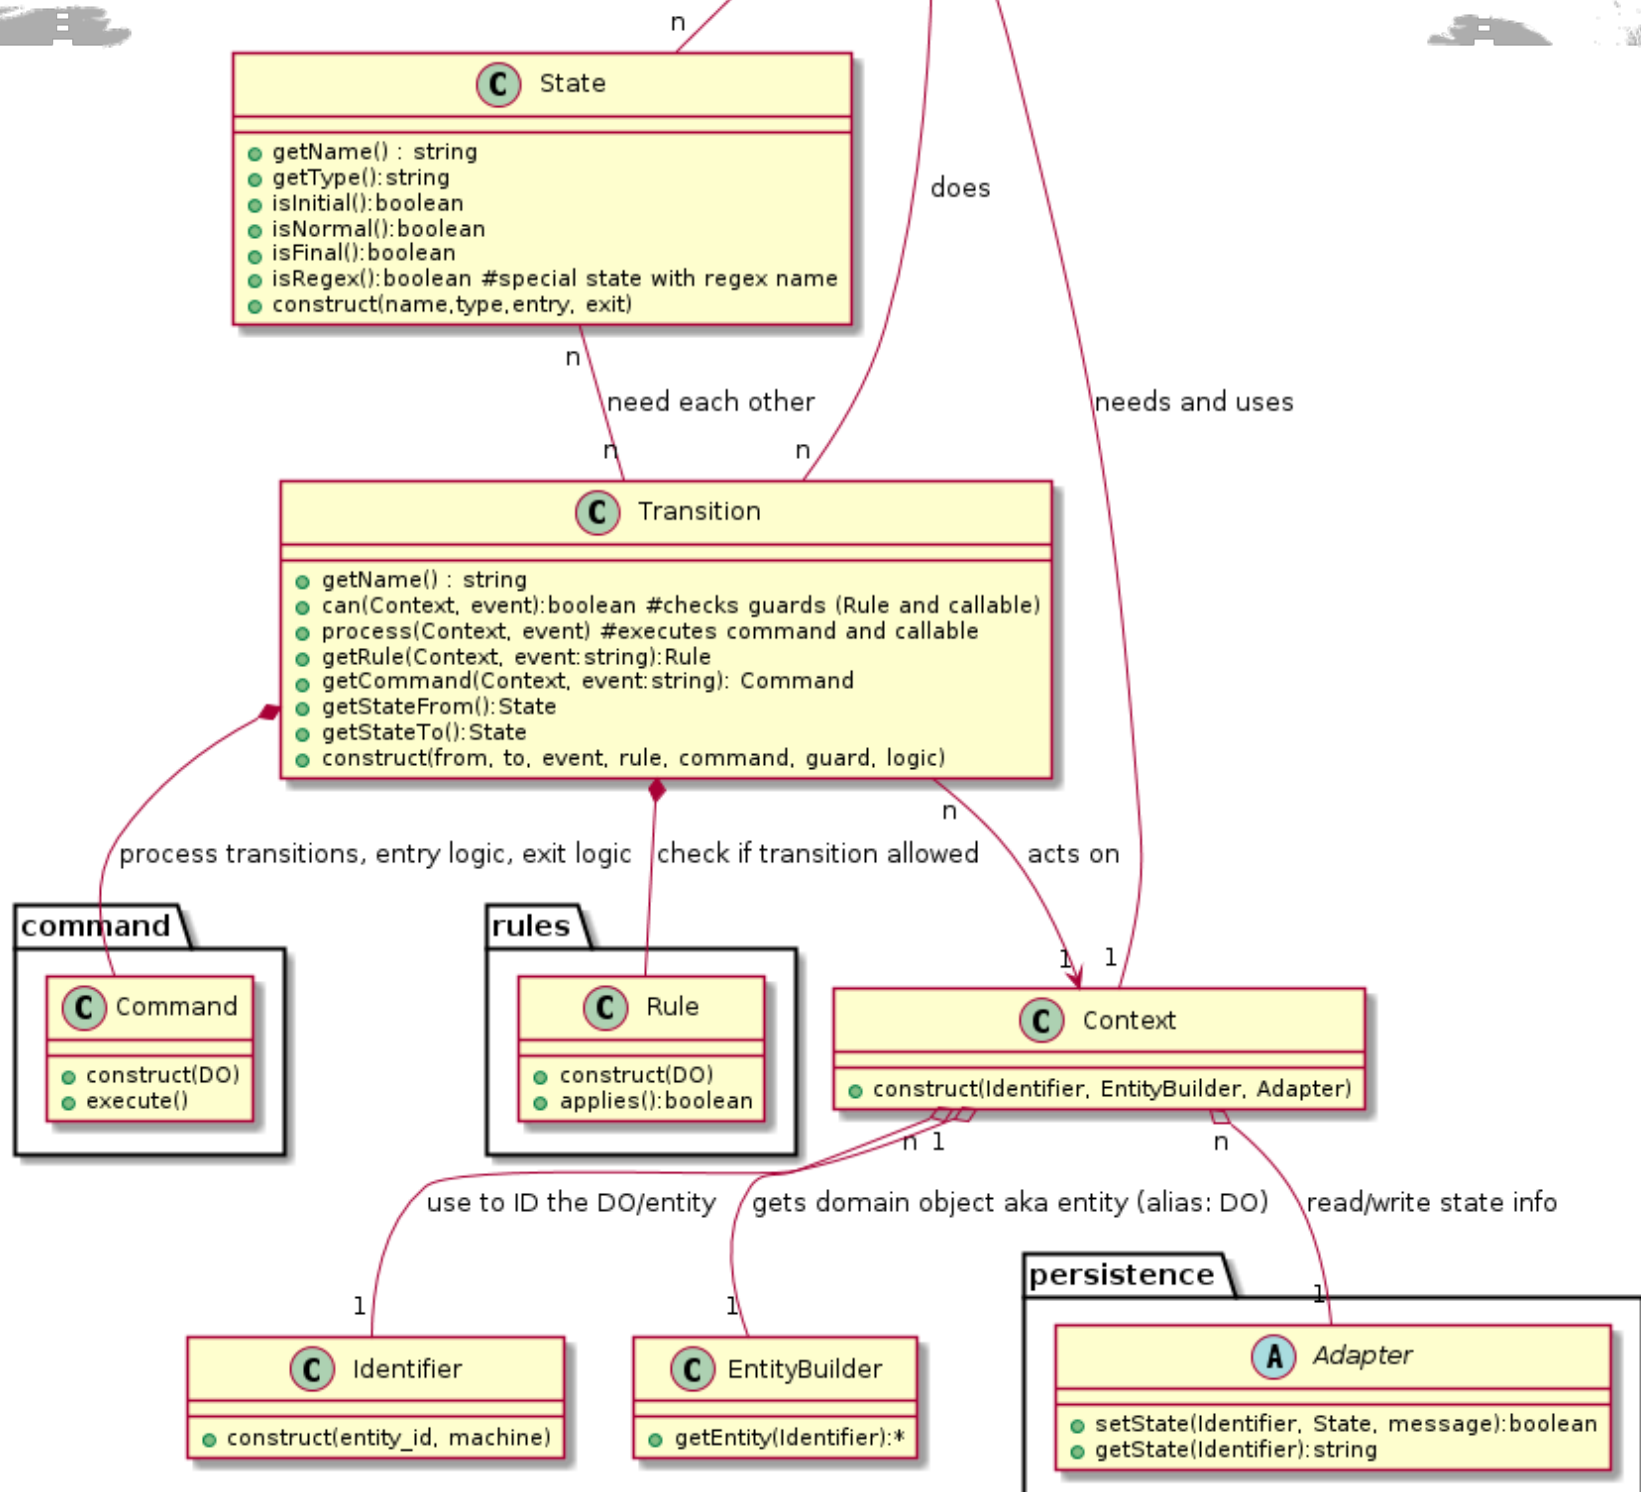 n
C State
getName() : string
getType():string
isInitial():boolean
isNormal():boolean
isFinal():boolean
isRegex():boolean #special state with regex name
construct(name,type,entry, exit)
does
n
need each other
needs and uses
n
n
C Transition
getName() : string
can(Context, event):boolean #checks guards (Rule and callable)
process(Context, event) #executes command and callable
getRule(Context, event:string):Rule
getCommand(Context, event:string): Command
getStateFrom():State
getStateTo():State
construct(from, to, event, rule, command, guard, logic)
n
process transitions, entry logic, exit logic
check if transition allowed
acts on
1
1
command
C Command
construct(DO)
execute()
rules
C Rule
construct(DO)
applies():boolean
C Context
construct(Identifier, EntityBuilder, Adapter)
n
1
n
use to ID the DO/entity
gets domain object aka entity (alias: DO)
read/write state info
1
1
1
C Identifier
construct(entity_id, machine)
C EntityBuilder
getEntity(Identifier):*
persistence
A Adapter
setState(Identifier, State, message):boolean
getState(Identifier):string